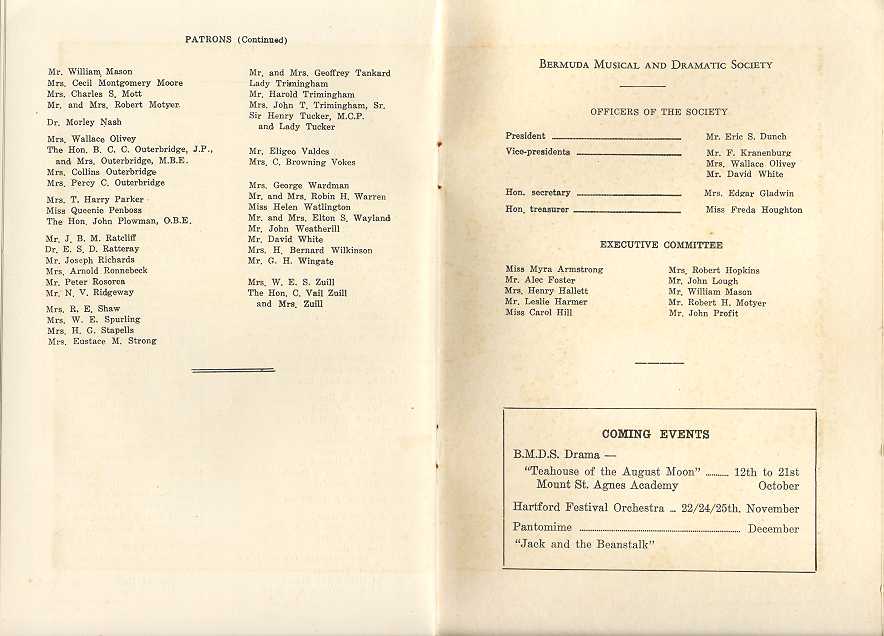 PATRONS (Continued)
Mr. William Mason
Mrs. Cecil Montgomery Moore
Mrs. Charles S. Mott
Mr. and Mrs. Robert Motyer
Dr. Morley Nash
Mrs. Wallace Olivey
The Hon. B. C. C. Outerbridge, J.P.,
and Mrs. Outerbridge, M.B.E.
Mrs. Collins Outerbridge
Mrs. Percy C. Outerbridge
Mrs. T. Harry Parker
Miss Queenie Penboss
The Hon. John Plowman, O.B.E.
Mr. J. B. M. Ratcliff
Dr. E. S. D. Ratteray
Mr. Joseph Richards
Mrs. Arnold Ronnebeck
Mr. Peter Rosorea
Mr. N. V. Ridgeway
Mrs. R. E. Shaw
Mrs. W. E. Spurling
Mrs. H. G. Stapells
Mrs. Eustace M. Strong
Mr. and Mrs. Geoffrey Tankard
Lady Trimingham
Mr. Harold Trimingham
Mrs. John T. Trimingham, Sr.
Sir Henry Tucker, M.C.P.
and Lady Tucker
Mr. Eligeo Valdes
Mrs. C. Browning Vokes
Mrs. George Wardman
Mr. and Mrs. Robin H. Warren
Miss Helen Watlington
Mr. and Mrs. Elton S. Wayland
Mr. John Weatherill
Mr. David White
Mrs. H. Bernard Wilkinson
Mr. G. H. Wingate
Mrs. W. E. S. Zuill
The Hon. C. Vail Zuill
and Mrs. Zuill
BERMUDA MUSICAL AND DRAMATIC SOCIETY
OFFICERS OF THE SOCIETY
President Mr. Eric S. Dunch
Vice-presidents Mr. F. Kranenburg
Mrs. Wallace Olivey
Mr. David White
Hon. secretary Mrs. Edgar Gladwin
Hon. treasurer Miss Freda Houghton
EXECUTIVE COMMITTEE
Miss Myra Armstrong
Mr. Alec Foster
Mrs. Henry Hallett
Mr. Leslie Harmer
Miss Carol Hill
Mrs. Robert Hopkins
Mr. John Lough
Mr. William Mason
Mr. Robert H. Motyer
Mr. John Profit
COMING EVENTS
B.M.D.S. Drama —
"Teahouse of the August Moon" .......... 12th to 21st
Mount St. Agnes Academy October
Hartford Festival Orchestra ... 22/24/25th. November
Pantomime .......... December
"Jack and the Beanstalk"